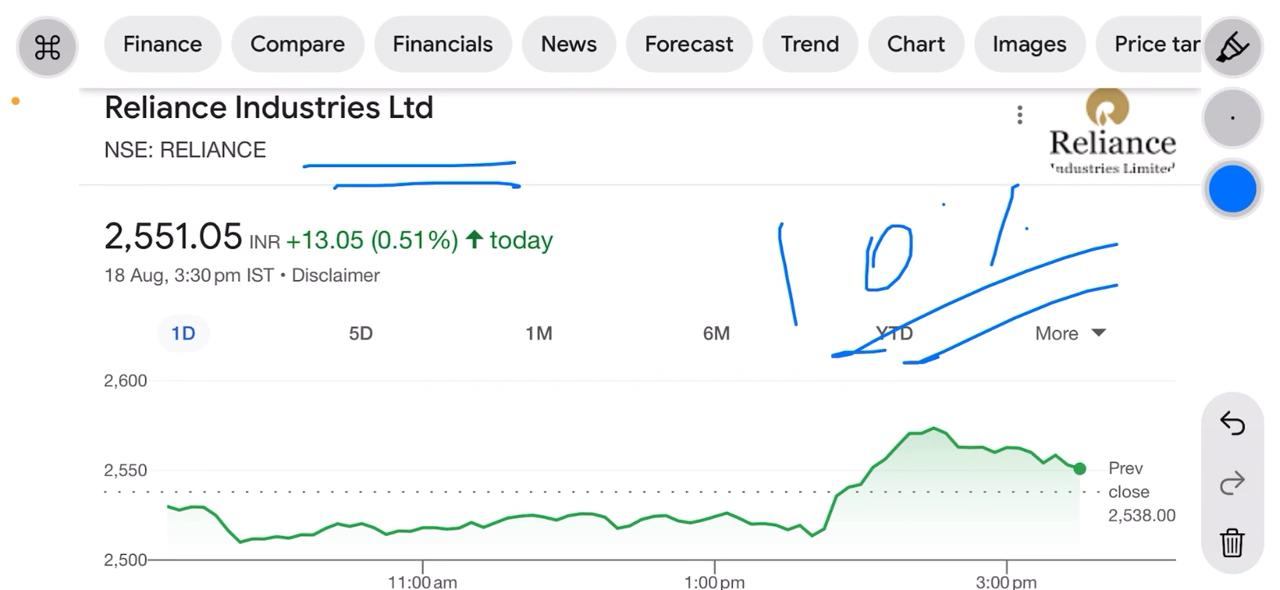 Finance Compare Financials News Forecast Trend Chart Images Price tar
Reliance Industries Ltd
NSE: RELIANCE
Reliance
Industries Limited
2,551.05 INR +13.05 (0.51%) ↑ today
18 Aug, 3:30 pm IST • Disclaimer
10%
1D 5D 1M 6M YTD More
2,600
2,550
2,500
Prev
close
2,538.00
11:00 am 1:00 pm 3:00 pm